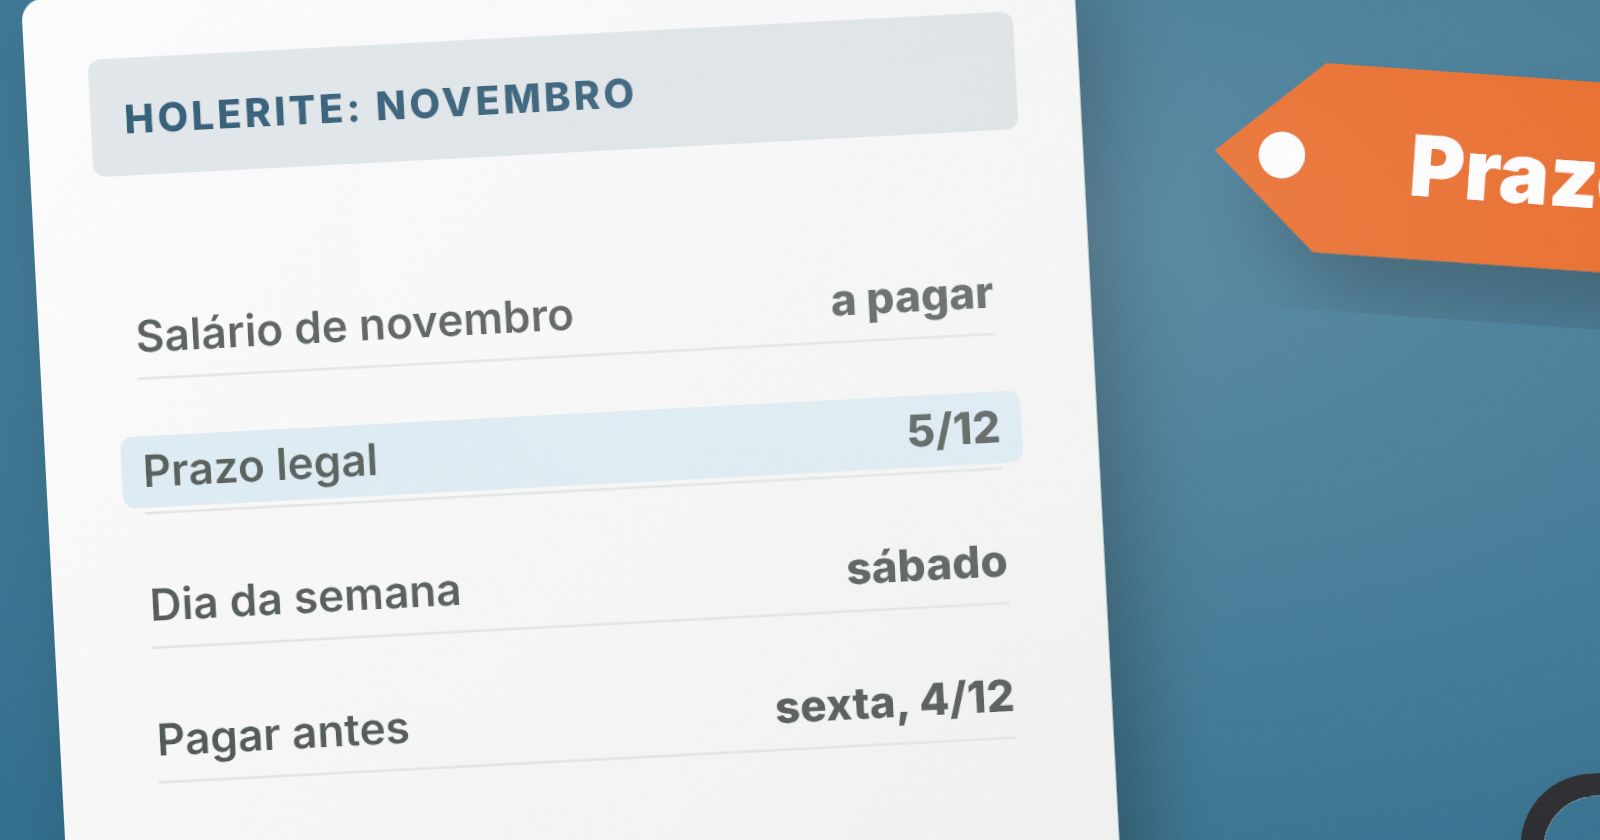 HOLERITE: NOVEMBRO
Salário de novembro a pagar
Prazo legal 5/12
Dia da semana sábado
Pagar antes sexta, 4/12